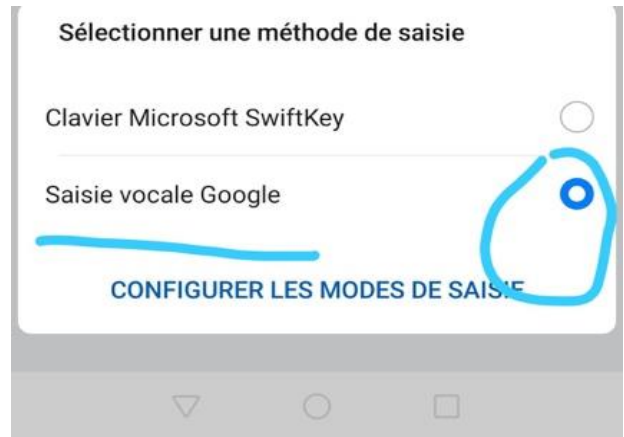 Sélectionner une méthode de saisie
Clavier Microsoft SwiftKey
Saisie vocale Google
CONFIGURER LES MODES DE SAISIE